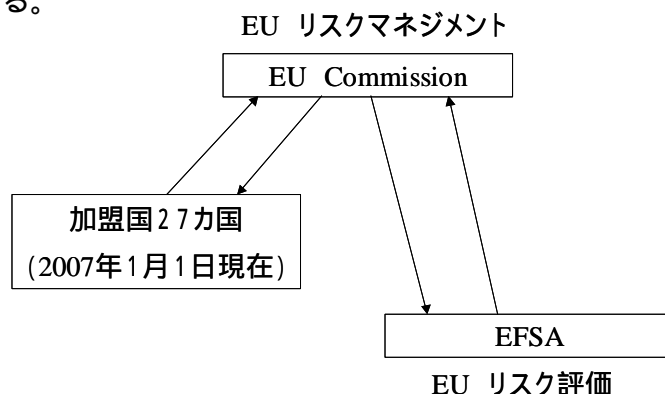 る。
EU リスクマネジメント
EU Commission
加盟国27カ国
(2007年1月1日現在)
EFSA
EU リスク評価